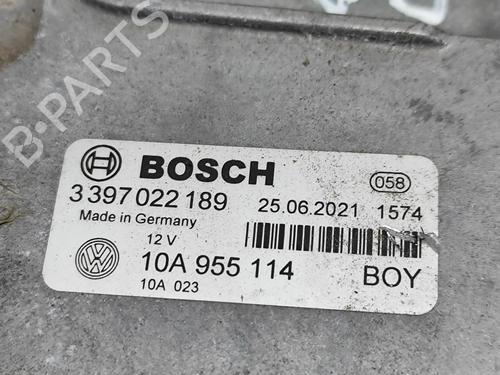 B-PARTS
BOSCH
058
3 397 022 189
25.06.2021 1574
Made in Germany
12 V
10A 955 114
BOY
10A 023